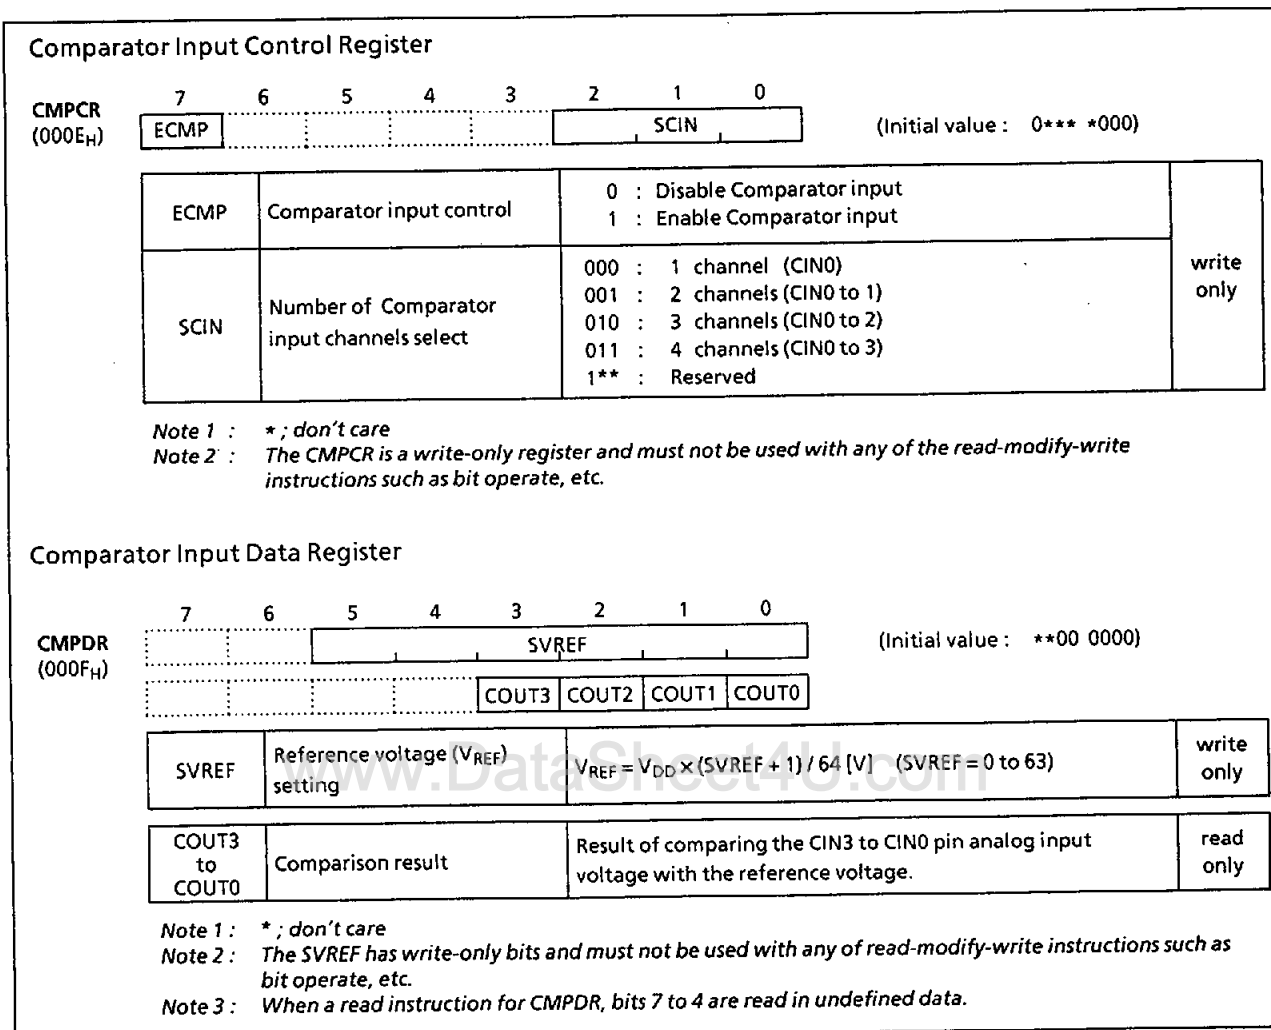 Comparator Input Control Register
7 6 5 4 3 2 1 0
CMPCR
(000EH)
ECMP SCIN (Initial value : 0*** *000)
ECMP Comparator input control
0 : Disable Comparator input
1 : Enable Comparator input
SCIN
Number of Comparator
input channels select
000 : 1 channel (CIN0)
001 : 2 channels (CIN0 to 1)
010 : 3 channels (CIN0 to 2)
011 : 4 channels (CIN0 to 3)
1** : Reserved
write
only
Note 1 : * ; don't care
Note 2 : The CMPCR is a write-only register and must not be used with any of the read-modify-write
instructions such as bit operate, etc.
Comparator Input Data Register
7 6 5 4 3 2 1 0
CMPDR
(000FH)
SVREF (Initial value : **00 0000)
COUT3 COUT2 COUT1 COUT0
SVREF
Reference voltage (VREF)
setting
VREF = VDD × (SVREF + 1) / 64 [V] (SVREF = 0 to 63)
write
only
www.DataSheet4U.com
COUT3
to
COUT0
Comparison result
Result of comparing the CIN3 to CIN0 pin analog input
voltage with the reference voltage.
read
only
Note 1 : * ; don't care
Note 2 : The SVREF has write-only bits and must not be used with any of read-modify-write instructions such as
bit operate, etc.
Note 3 : When a read instruction for CMPDR, bits 7 to 4 are read in undefined data.